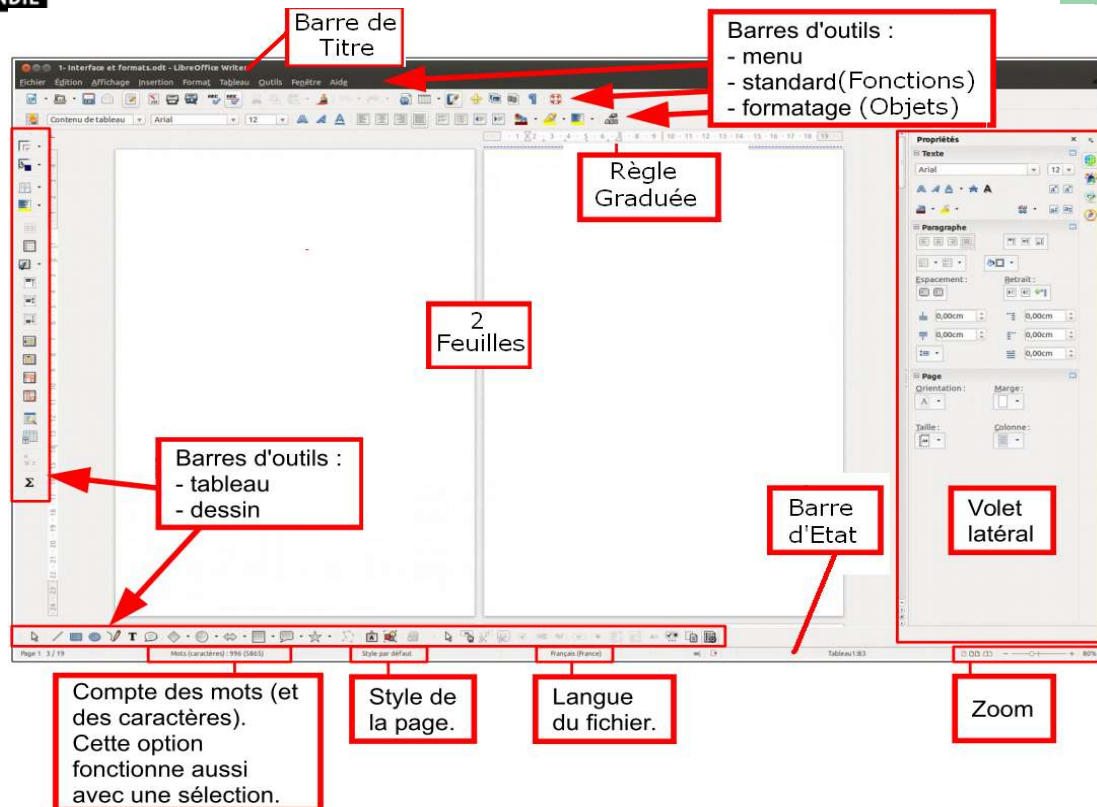 NDIE
Barre de
Titre
Barres d'outils :
- menu
- standard(Fonctions)
- formatage (Objets)
1- Interface et formats.odt - LibreOffice Writer
Fichier Édition Affichage Insertion Format Tableau Outils Fenêtre Aide
Contenu de tableau Arial 12
Règle
Graduée
Propriétés
Texte
Arial 12
Paragraphe
Espacement : Retrait :
0,00cm 0,00cm
0,00cm 0,00cm
0,00cm
Page
Orientation : Marge :
Taille : Colonne :
2
Feuilles
Barres d'outils :
- tableau
- dessin
Barre
d'Etat
Volet
latéral
Page 1 3 / 19 Mots (caractères) : 996 (5865) Style par défaut Français (France) Tableau1:B3 80%
Compte des mots (et
des caractères).
Cette option
fonctionne aussi
avec une sélection.
Style de
la page.
Langue
du fichier.
Zoom